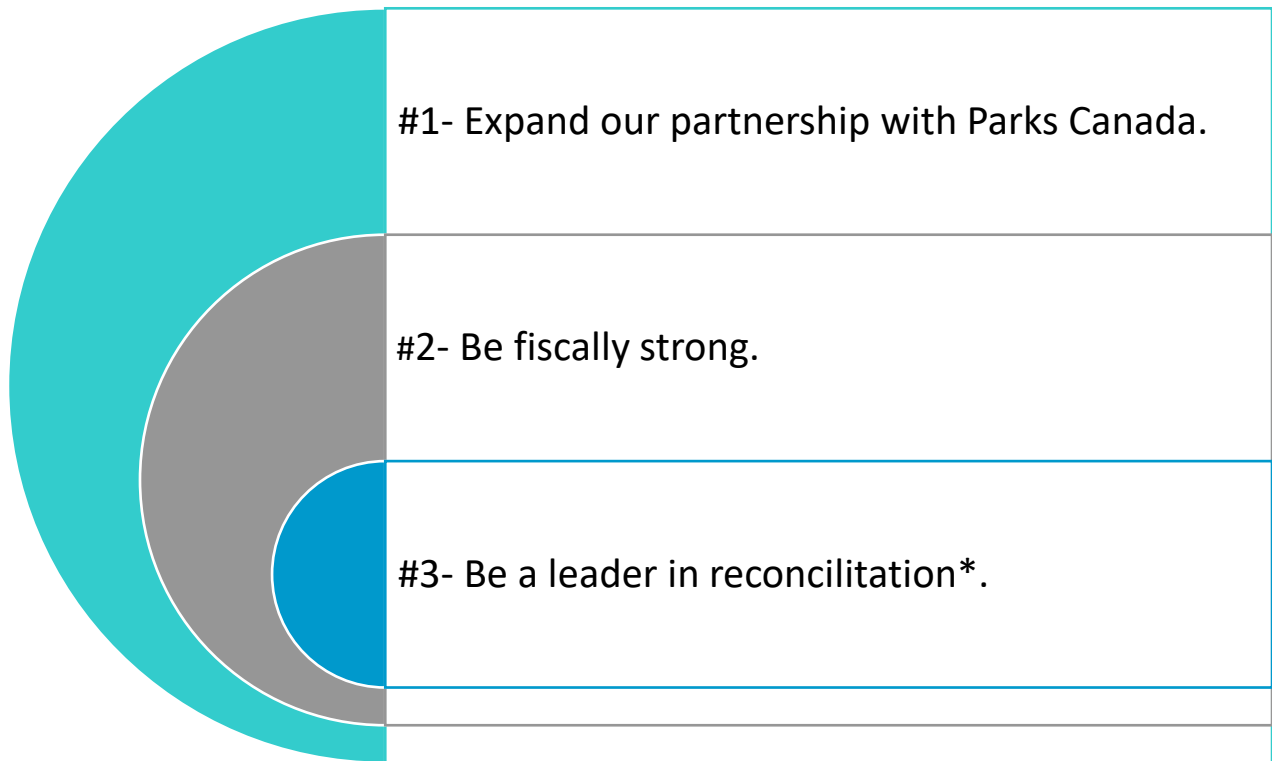 #1- Expand our partnership with Parks Canada.
#2- Be fiscally strong.
#3- Be a leader in reconcilitation*.